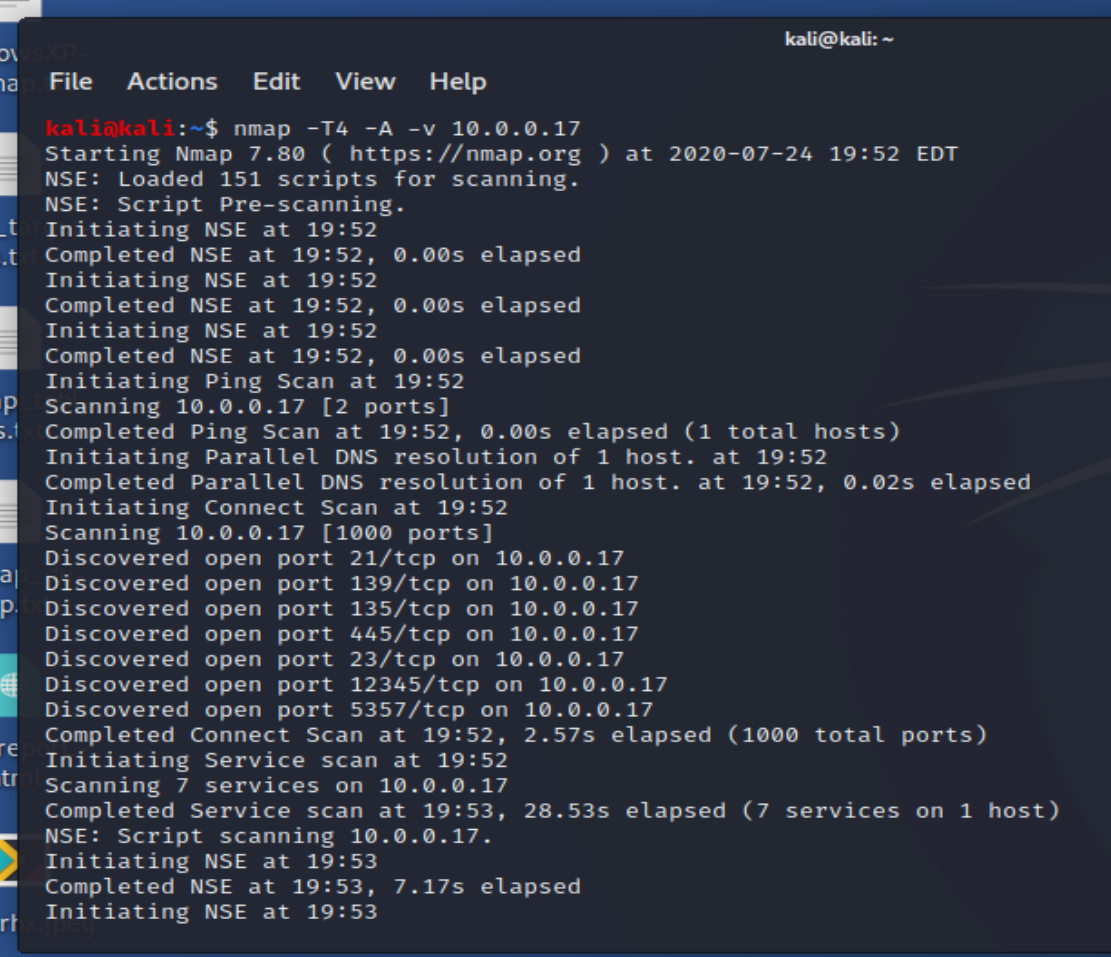 kali@kali: ~
File Actions Edit View Help
kali@kali:~$ nmap -T4 -A -v 10.0.0.17
Starting Nmap 7.80 ( https://nmap.org ) at 2020-07-24 19:52 EDT
NSE: Loaded 151 scripts for scanning.
NSE: Script Pre-scanning.
Initiating NSE at 19:52
Completed NSE at 19:52, 0.00s elapsed
Initiating NSE at 19:52
Completed NSE at 19:52, 0.00s elapsed
Initiating NSE at 19:52
Completed NSE at 19:52, 0.00s elapsed
Initiating Ping Scan at 19:52
Scanning 10.0.0.17 [2 ports]
Completed Ping Scan at 19:52, 0.00s elapsed (1 total hosts)
Initiating Parallel DNS resolution of 1 host. at 19:52
Completed Parallel DNS resolution of 1 host. at 19:52, 0.02s elapsed
Initiating Connect Scan at 19:52
Scanning 10.0.0.17 [1000 ports]
Discovered open port 21/tcp on 10.0.0.17
Discovered open port 139/tcp on 10.0.0.17
Discovered open port 135/tcp on 10.0.0.17
Discovered open port 445/tcp on 10.0.0.17
Discovered open port 23/tcp on 10.0.0.17
Discovered open port 12345/tcp on 10.0.0.17
Discovered open port 5357/tcp on 10.0.0.17
Completed Connect Scan at 19:52, 2.57s elapsed (1000 total ports)
Initiating Service scan at 19:52
Scanning 7 services on 10.0.0.17
Completed Service scan at 19:53, 28.53s elapsed (7 services on 1 host)
NSE: Script scanning 10.0.0.17.
Initiating NSE at 19:53
Completed NSE at 19:53, 7.17s elapsed
Initiating NSE at 19:53